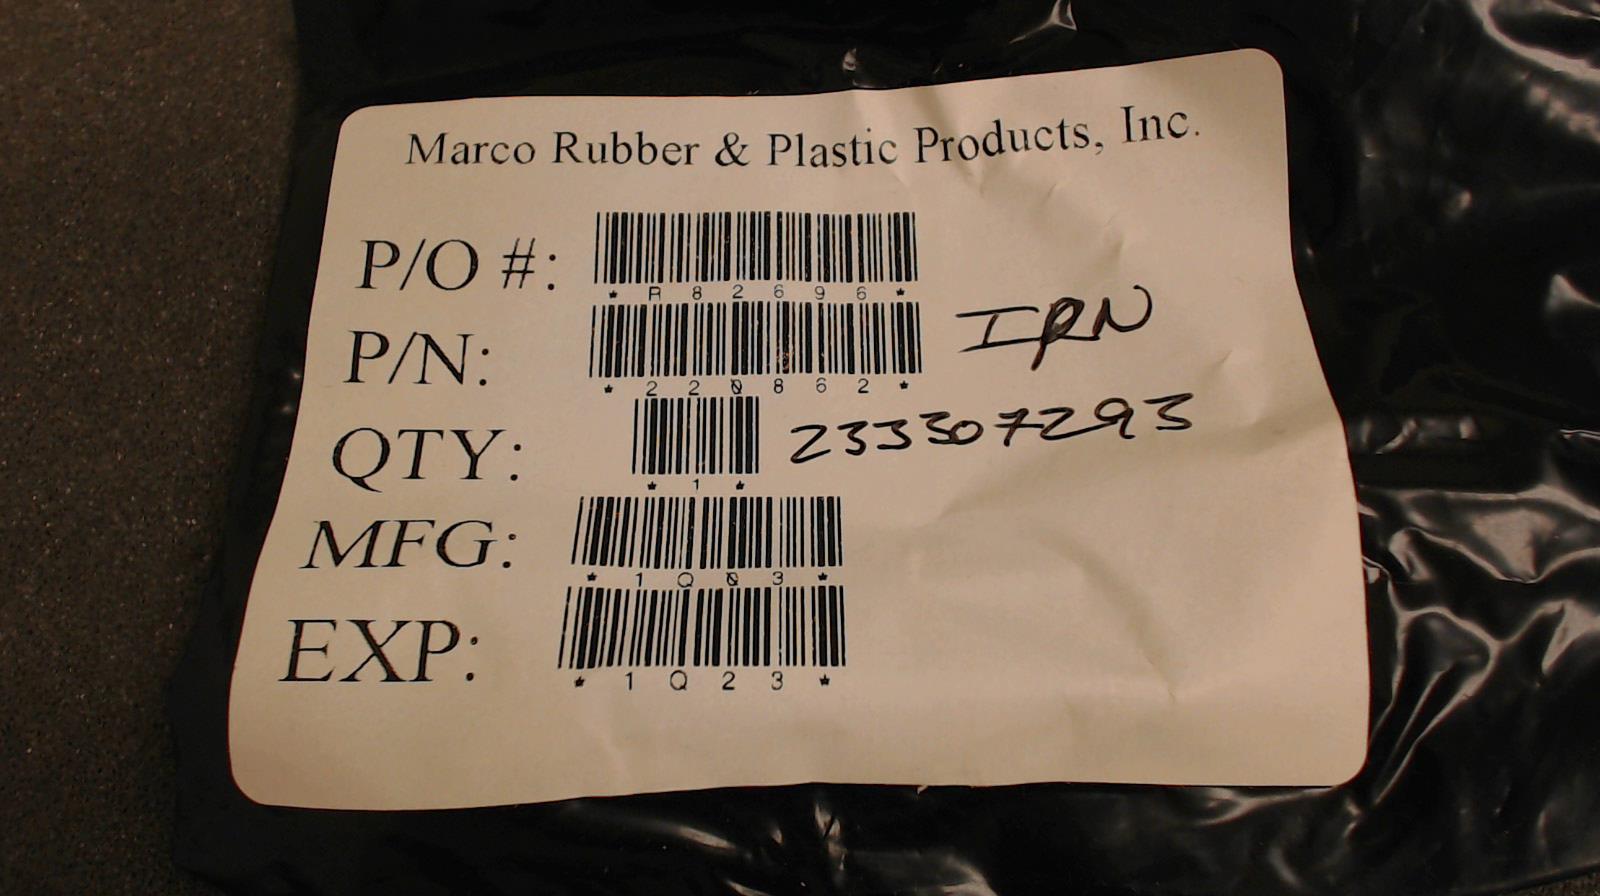 Marco Rubber & Plastic Products, Inc.
P/O #: *R82696*
P/N: *220862* IRN
QTY: *1* 233307293
MFG: *1Q03*
EXP: *1Q23*